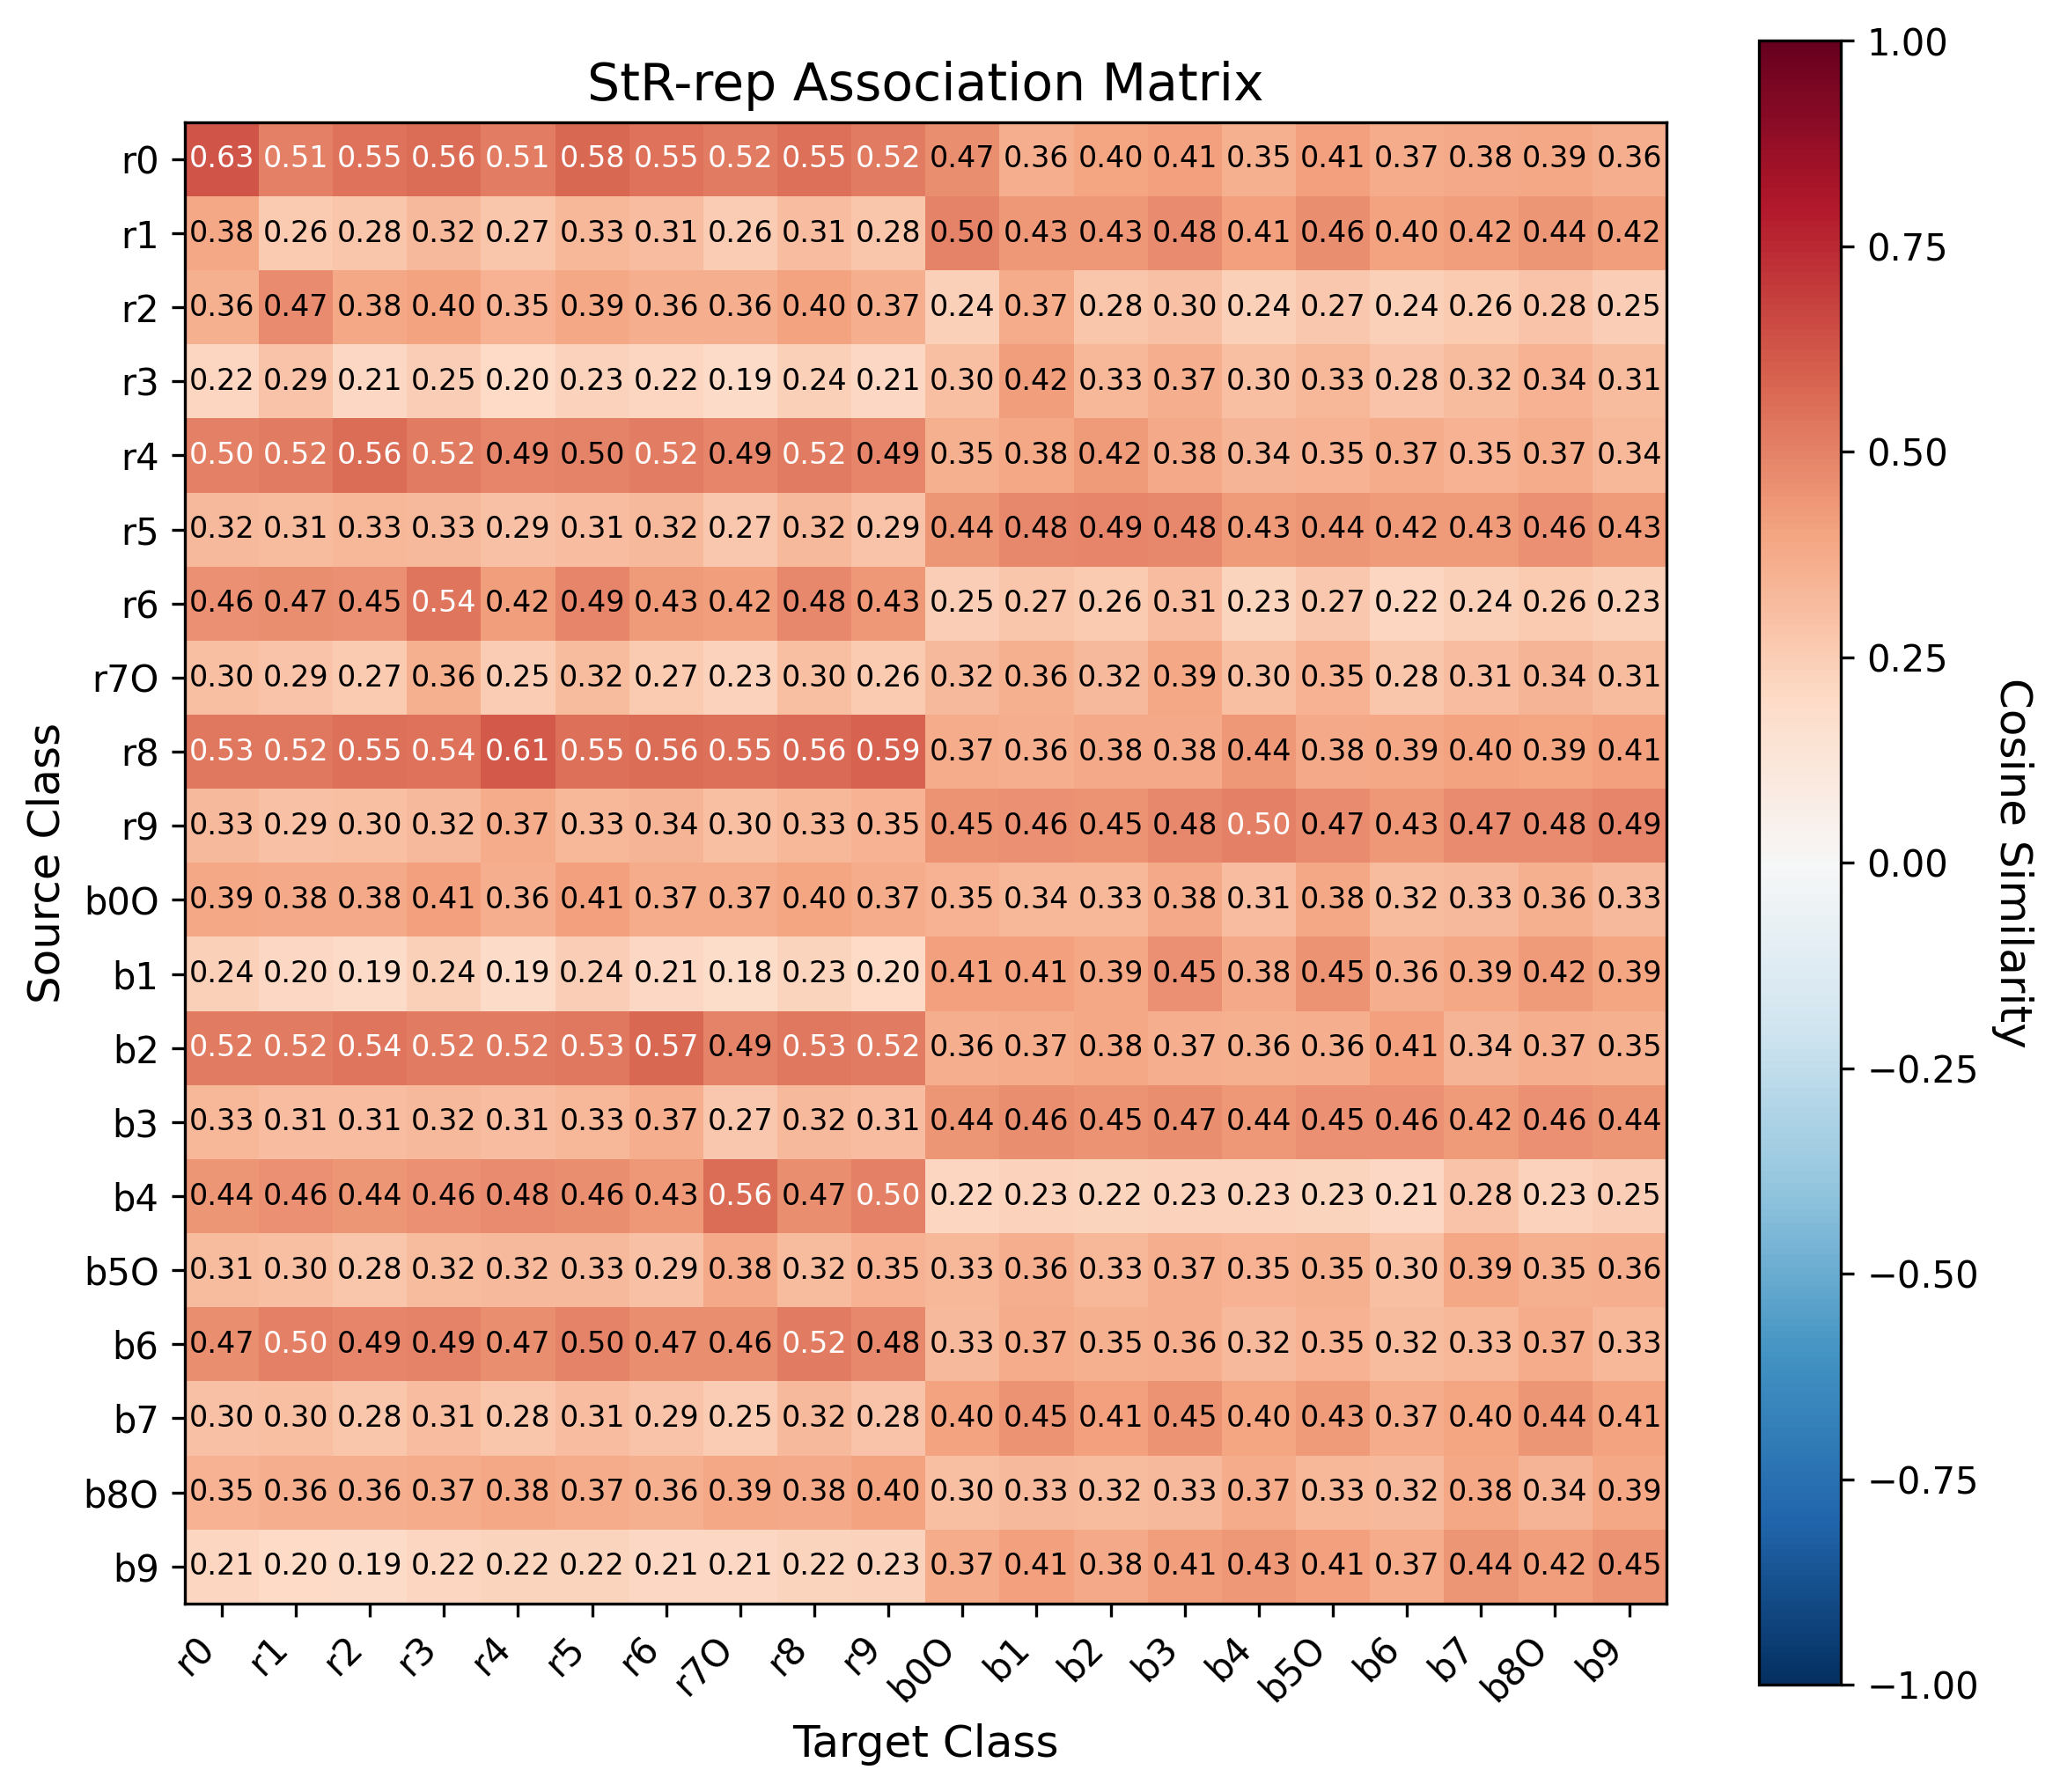 StR-rep Association Matrix
r0 0.63 0.51 0.55 0.56 0.51 0.58 0.55 0.52 0.55 0.52 0.47 0.36 0.40 0.41 0.35 0.41 0.37 0.38 0.39 0.36
r1 0.38 0.26 0.28 0.32 0.27 0.33 0.31 0.26 0.31 0.28 0.50 0.43 0.43 0.48 0.41 0.46 0.40 0.42 0.44 0.42
r2 0.36 0.47 0.38 0.40 0.35 0.39 0.36 0.36 0.40 0.37 0.24 0.37 0.28 0.30 0.24 0.27 0.24 0.26 0.28 0.25
r3 0.22 0.29 0.21 0.25 0.20 0.23 0.22 0.19 0.24 0.21 0.30 0.42 0.33 0.37 0.30 0.33 0.28 0.32 0.34 0.31
r4 0.50 0.52 0.56 0.52 0.49 0.50 0.52 0.49 0.52 0.49 0.35 0.38 0.42 0.38 0.34 0.35 0.37 0.35 0.37 0.34
r5 0.32 0.31 0.33 0.33 0.29 0.31 0.32 0.27 0.32 0.29 0.44 0.48 0.49 0.48 0.43 0.44 0.42 0.43 0.46 0.43
r6 0.46 0.47 0.45 0.54 0.42 0.49 0.43 0.42 0.48 0.43 0.25 0.27 0.26 0.31 0.23 0.27 0.22 0.24 0.26 0.23
r7O 0.30 0.29 0.27 0.36 0.25 0.32 0.27 0.23 0.30 0.26 0.32 0.36 0.32 0.39 0.30 0.35 0.28 0.31 0.34 0.31
r8 0.53 0.52 0.55 0.54 0.61 0.55 0.56 0.55 0.56 0.59 0.37 0.36 0.38 0.38 0.44 0.38 0.39 0.40 0.39 0.41
r9 0.33 0.29 0.30 0.32 0.37 0.33 0.34 0.30 0.33 0.35 0.45 0.46 0.45 0.48 0.50 0.47 0.43 0.47 0.48 0.49
b0O 0.39 0.38 0.38 0.41 0.36 0.41 0.37 0.37 0.40 0.37 0.35 0.34 0.33 0.38 0.31 0.38 0.32 0.33 0.36 0.33
b1 0.24 0.20 0.19 0.24 0.19 0.24 0.21 0.18 0.23 0.20 0.41 0.41 0.39 0.45 0.38 0.45 0.36 0.39 0.42 0.39
b2 0.52 0.52 0.54 0.52 0.52 0.53 0.57 0.49 0.53 0.52 0.36 0.37 0.38 0.37 0.36 0.36 0.41 0.34 0.37 0.35
b3 0.33 0.31 0.31 0.32 0.31 0.33 0.37 0.27 0.32 0.31 0.44 0.46 0.45 0.47 0.44 0.45 0.46 0.42 0.46 0.44
b4 0.44 0.46 0.44 0.46 0.48 0.46 0.43 0.56 0.47 0.50 0.22 0.23 0.22 0.23 0.23 0.23 0.21 0.28 0.23 0.25
b5O 0.31 0.30 0.28 0.32 0.32 0.33 0.29 0.38 0.32 0.35 0.33 0.36 0.33 0.37 0.35 0.35 0.30 0.39 0.35 0.36
b6 0.47 0.50 0.49 0.49 0.47 0.50 0.47 0.46 0.52 0.48 0.33 0.37 0.35 0.36 0.32 0.35 0.32 0.33 0.37 0.33
b7 0.30 0.30 0.28 0.31 0.28 0.31 0.29 0.25 0.32 0.28 0.40 0.45 0.41 0.45 0.40 0.43 0.37 0.40 0.44 0.41
b8O 0.35 0.36 0.36 0.37 0.38 0.37 0.36 0.39 0.38 0.40 0.30 0.33 0.32 0.33 0.37 0.33 0.32 0.38 0.34 0.39
b9 0.21 0.20 0.19 0.22 0.22 0.22 0.21 0.21 0.22 0.23 0.37 0.41 0.38 0.41 0.43 0.41 0.37 0.44 0.42 0.45
r0 r1 r2 r3 r4 r5 r6 r7O r8 r9 b0O b1 b2 b3 b4 b5O b6 b7 b8O b9
Target Class
Source Class
1.00
0.75
0.50
0.25
0.00
−0.25
−0.50
−0.75
−1.00
Cosine Similarity